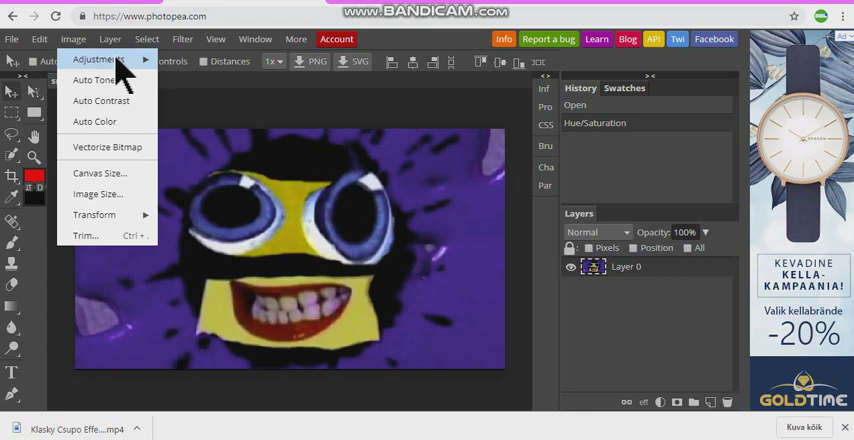 www.BANDICAM.com
https://www.photopea.com
File Edit Image Layer Select Filter View Window More Account
Info Report a bug Learn Blog API Twi Facebook
Ad
Adjustments
Auto Tone
Auto Contrast
Auto Color
Vectorize Bitmap
Canvas Size...
Image Size...
Transform
Trim... Ctrl + .
ntrols Distances 1x PNG SVG
D
Inf
Pro
CSS
Bru
Cha
Par
History Swatches
Open
Hue/Saturation
Layers
Normal Opacity: 100%
Pixels Position All
Layer 0
eff
KEVADINE
KELLA-
KAMPAANIA!
Valik kellabrände
-20%
GOLDTIME
Klasky Csupo Effe....mp4
Kuva kõik